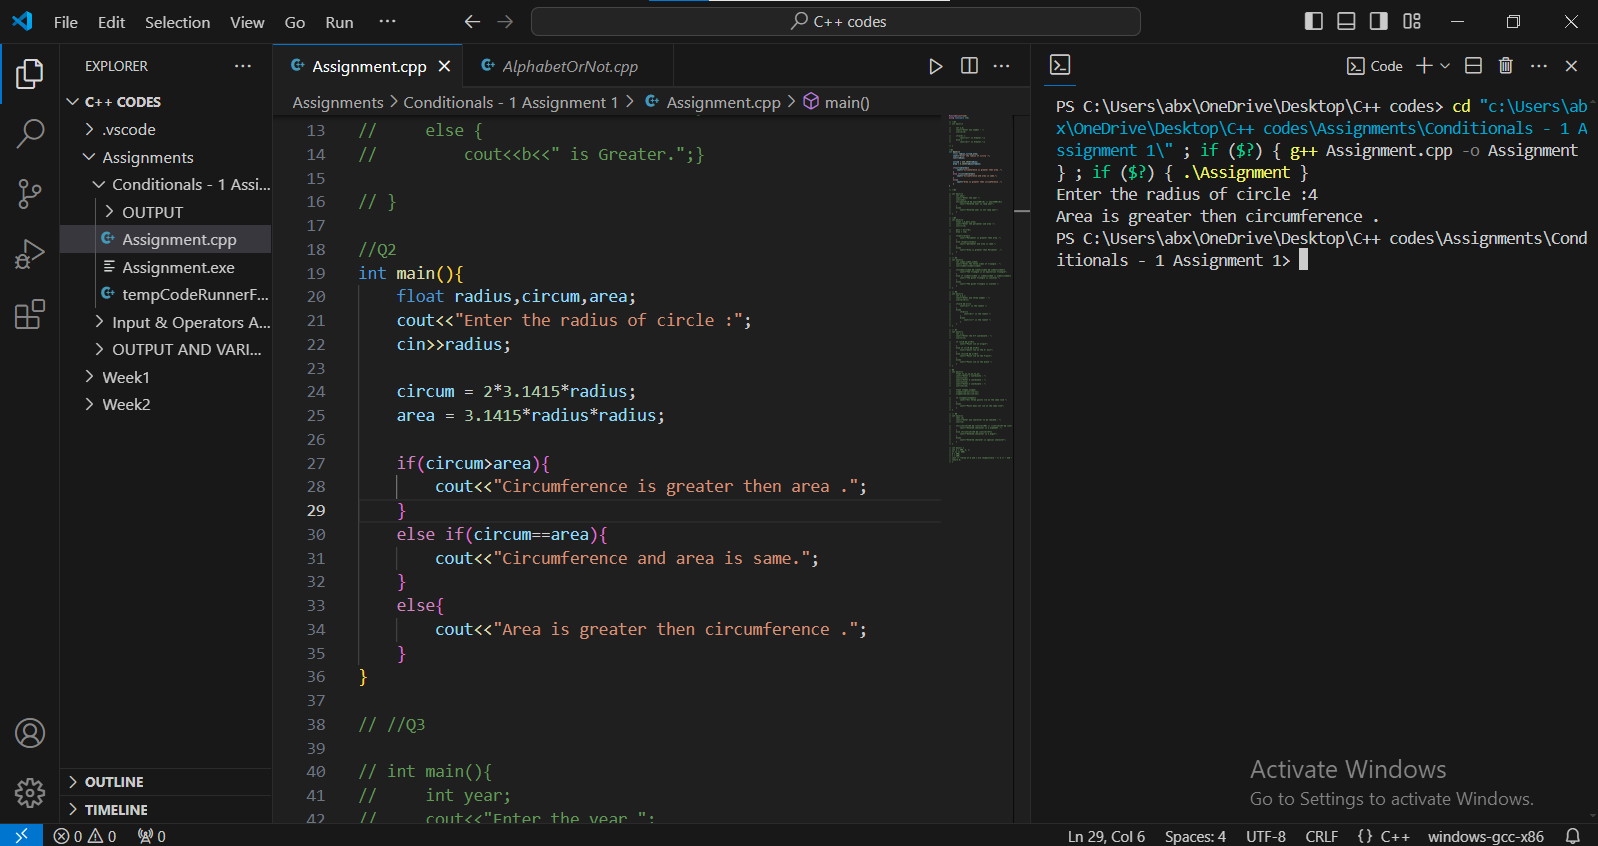 File Edit Selection View Go Run ··· C++ codes
EXPLORER ···
C++ CODES
.vscode
Assignments
Conditionals - 1 Assi...
OUTPUT
Assignment.cpp
Assignment.exe
tempCodeRunnerF...
Input & Operators A...
OUTPUT AND VARI...
Week1
Week2
OUTLINE
TIMELINE
Assignment.cpp AlphabetOrNot.cpp
Assignments > Conditionals - 1 Assignment 1 > Assignment.cpp > main()
13 //     else {
14 //         cout<<b<<" is Greater.";}
15
16 // }
17
18 //Q2
19 int main(){
20     float radius,circum,area;
21     cout<<"Enter the radius of circle :";
22     cin>>radius;
23
24     circum = 2*3.1415*radius;
25     area = 3.1415*radius*radius;
26
27     if(circum>area){
28         cout<<"Circumference is greater then area .";
29     }
30     else if(circum==area){
31         cout<<"Circumference and area is same.";
32     }
33     else{
34         cout<<"Area is greater then circumference .";
35     }
36 }
37
38 // //Q3
39
40 // int main(){
41 //     int year;
42 //     cout<<"Enter the year ";
Code
PS C:\Users\abx\OneDrive\Desktop\C++ codes> cd "c:\Users\ab
x\OneDrive\Desktop\C++ codes\Assignments\Conditionals - 1 A
ssignment 1\" ; if ($?) { g++ Assignment.cpp -o Assignment
} ; if ($?) { .\Assignment }
Enter the radius of circle :4
Area is greater then circumference .
PS C:\Users\abx\OneDrive\Desktop\C++ codes\Assignments\Cond
itionals - 1 Assignment 1>
Activate Windows
Go to Settings to activate Windows.
0 0 0 Ln 29, Col 6 Spaces: 4 UTF-8 CRLF {} C++ windows-gcc-x86